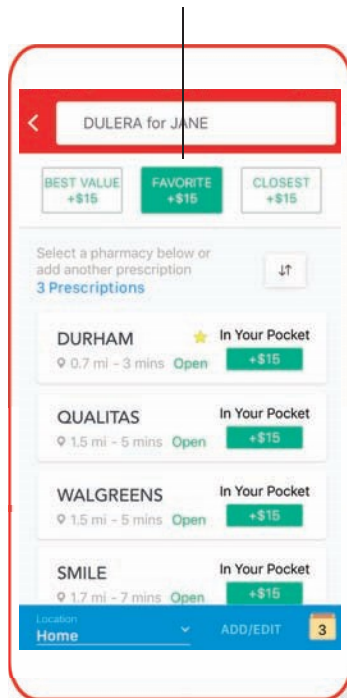 DULERA for JANE
BEST VALUE FAVORITE CLOSEST
+$15 +$15 +$15
Select a pharmacy below or
add another prescription
3 Prescriptions
DURHAM In Your Pocket
0.7 mi - 3 mins Open +$15
QUALITAS In Your Pocket
1.5 mi - 5 mins Open +$15
WALGREENS In Your Pocket
1.5 mi - 5 mins Open +$15
SMILE In Your Pocket
1.7 mi - 7 mins Open +$15
Location
Home ADD/EDIT 3